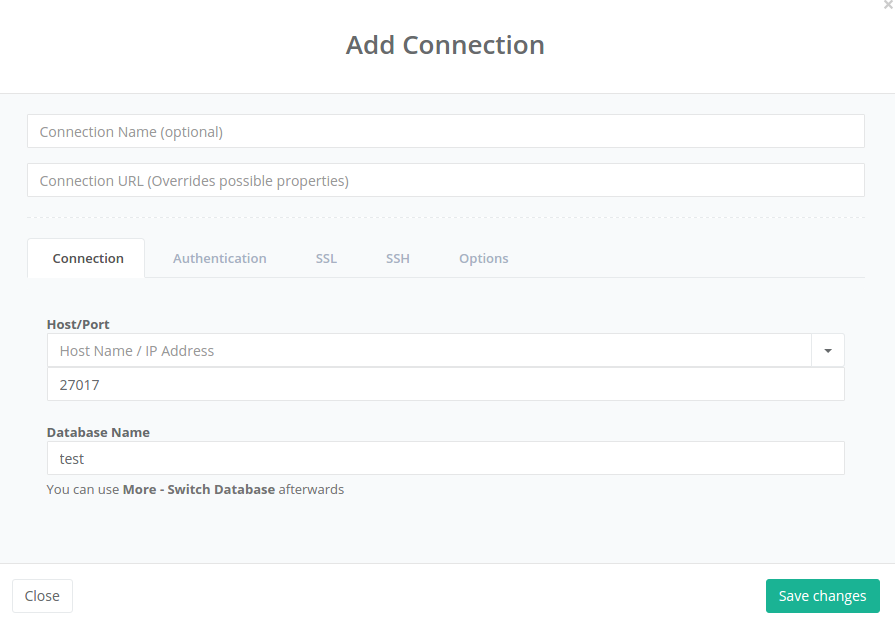 ×
Add Connection
Connection Name (optional)
Connection URL (Overrides possible properties)
Connection Authentication SSL SSH Options
Host/Port
Host Name / IP Address
27017
Database Name
test
You can use More - Switch Database afterwards
Close Save changes